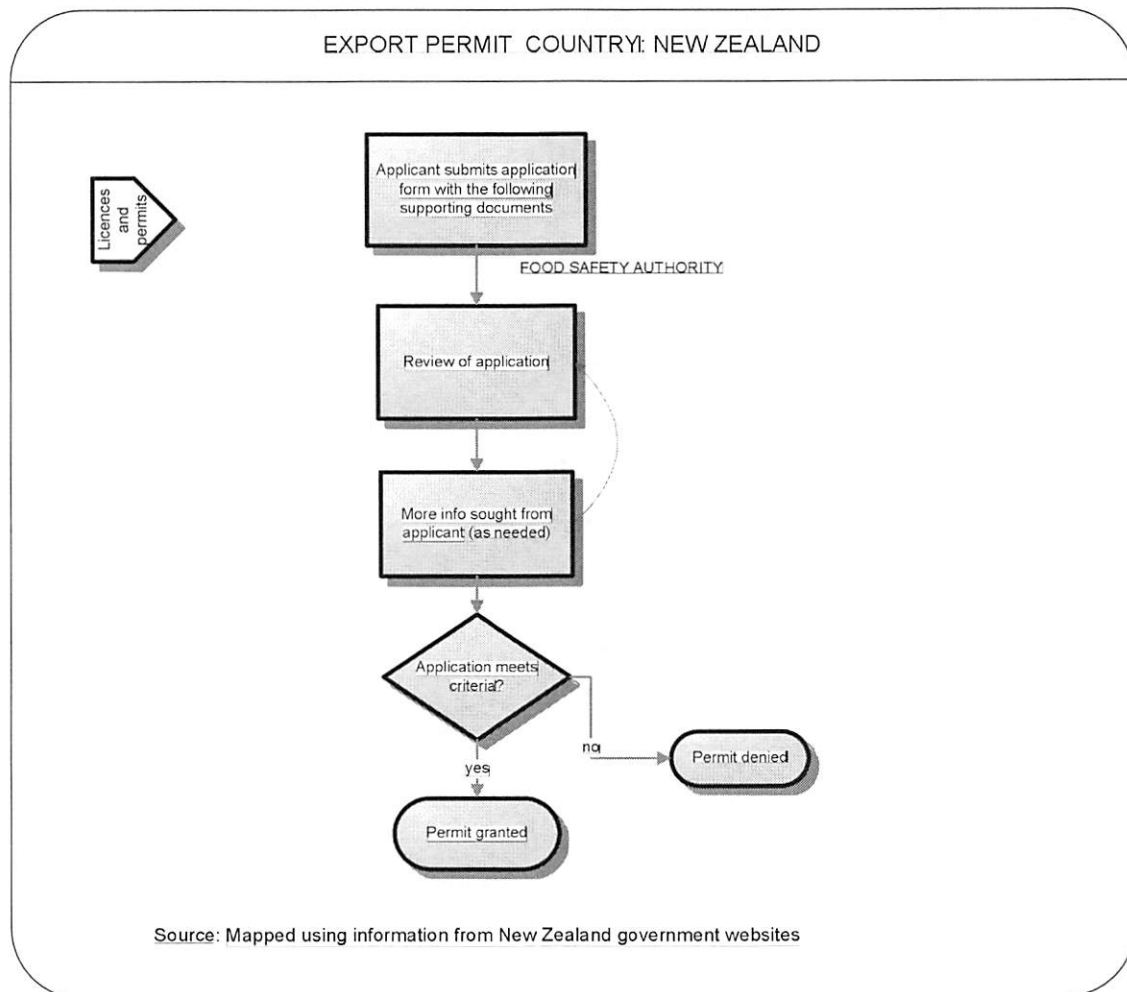 EXPORT PERMIT COUNTRY: NEW ZEALAND
Licences
and
permits
Applicant submits application
form with the following
supporting documents
FOOD SAFETY AUTHORITY
Review of application
More info sought from
applicant (as needed)
Application meets
criteria?
no
Permit denied
yes
Permit granted
Source: Mapped using information from New Zealand government websites